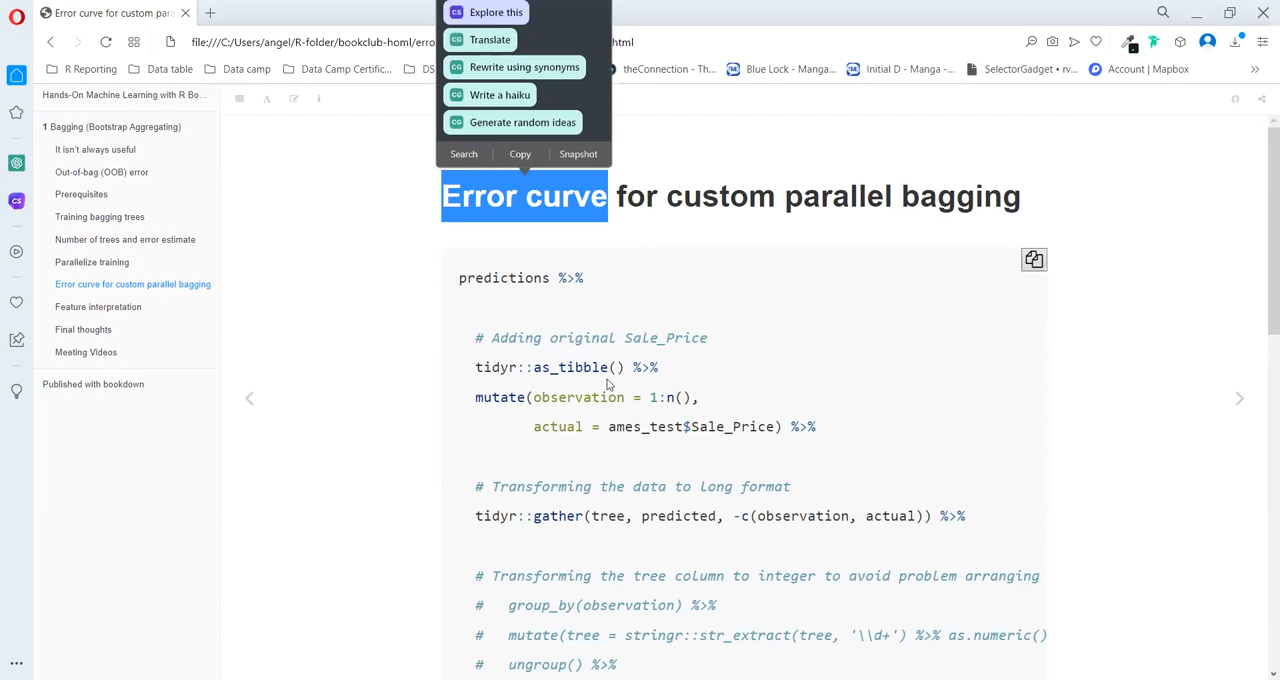 Error curve for custom para
file:///C:/Users/angel/R-folder/bookclub-homl/erro
html
R Reporting
Data table
Data camp
Data Camp Certific...
DS
theConnection - Th...
Blue Lock - Manga...
Initial D - Manga -...
SelectorGadget • rv...
Account | Mapbox
Explore this
Translate
Rewrite using synonyms
Write a haiku
Generate random ideas
Search
Copy
Snapshot
Hands-On Machine Learning with R Bo...
1 Bagging (Bootstrap Aggregating)
It isn't always useful
Out-of-bag (OOB) error
Prerequisites
Training bagging trees
Number of trees and error estimate
Parallelize training
Error curve for custom parallel bagging
Feature interpretation
Final thoughts
Meeting Videos
Published with bookdown
Error curve for custom parallel bagging
predictions %>%
# Adding original Sale_Price
tidyr::as_tibble() %>%
mutate(observation = 1:n(),
actual = ames_test$Sale_Price) %>%
# Transforming the data to long format
tidyr::gather(tree, predicted, -c(observation, actual)) %>%
# Transforming the tree column to integer to avoid problem arranging
# group_by(observation) %>%
# mutate(tree = stringr::str_extract(tree, '\\d+') %>% as.numeric()
# ungroup() %>%